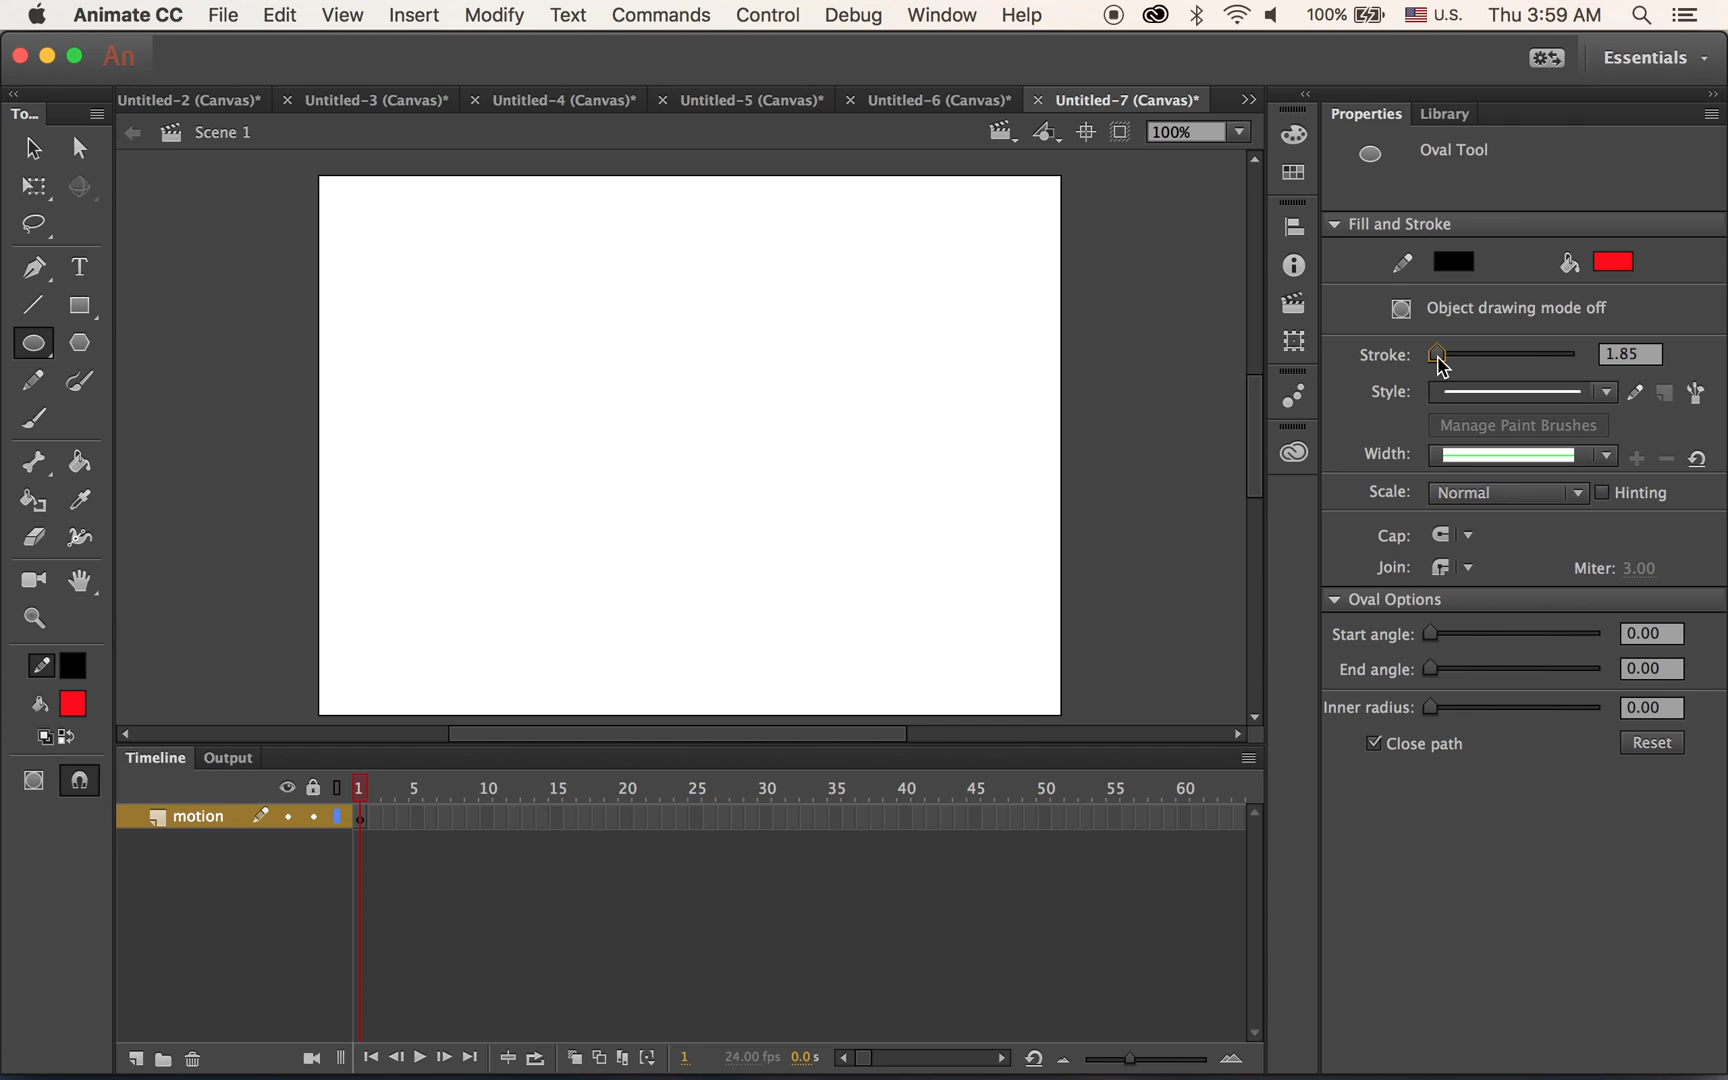 Animate CC File Edit View Insert Modify Text Commands Control Debug Window Help 100% U.S. Thu 3:59 AM
An Essentials
To... Untitled-2 (Canvas)* Untitled-3 (Canvas)* Untitled-4 (Canvas)* Untitled-5 (Canvas)* Untitled-6 (Canvas)* Untitled-7 (Canvas)* Properties Library
Scene 1 100%
Oval Tool
Fill and Stroke
Object drawing mode off
Stroke: 1.85
Style:
Manage Paint Brushes
Width:
Scale: Normal Hinting
Cap:
Join: Miter: 3.00
Oval Options
Start angle: 0.00
End angle: 0.00
Inner radius: 0.00
Close path Reset
Timeline Output
1 5 10 15 20 25 30 35 40 45 50 55 60
motion
1 24.00 fps 0.0 s